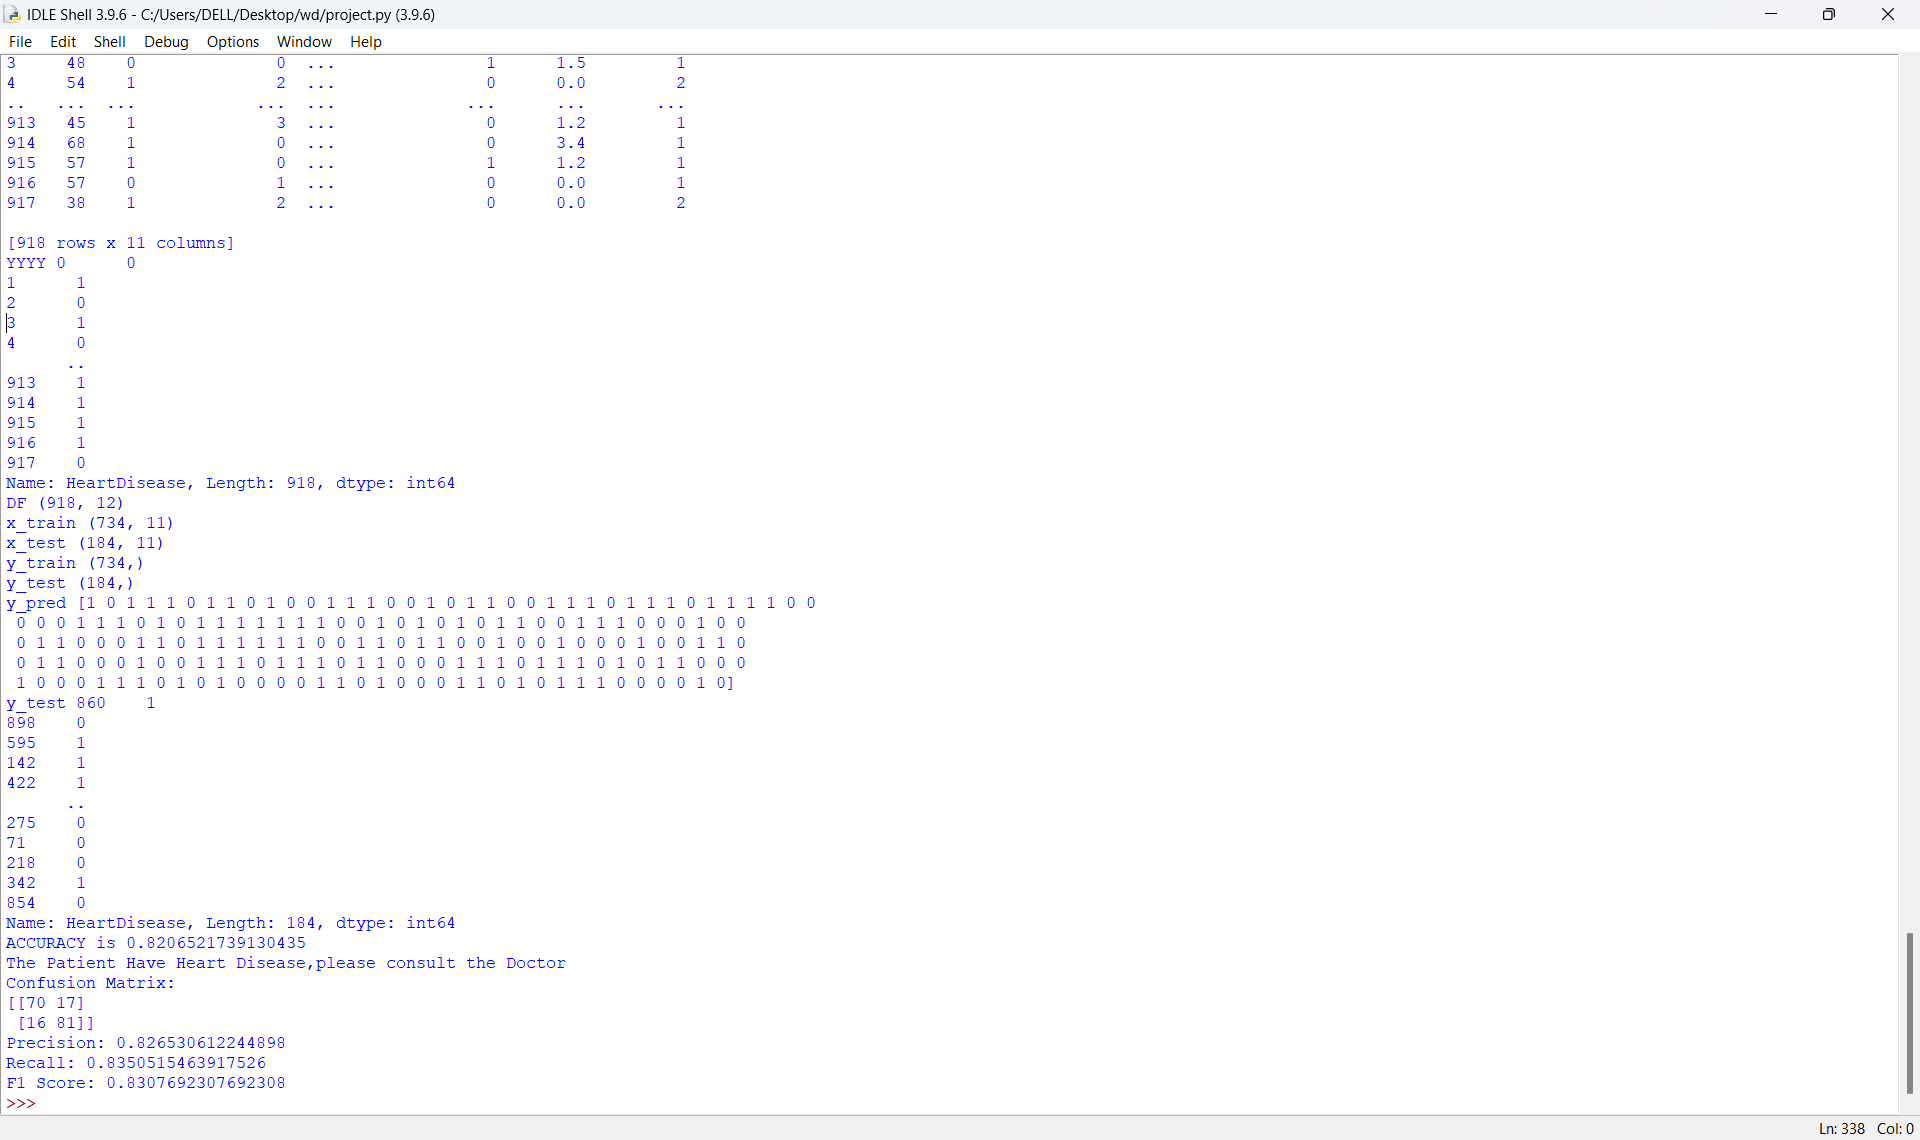 IDLE Shell 3.9.6 - C:/Users/DELL/Desktop/wd/project.py (3.9.6)
File Edit Shell Debug Options Window Help
3     48    0              0  ...               1      1.5         1
4     54    1              2  ...               0      0.0         2
..   ...  ...            ...  ...             ...      ...       ...
913   45    1              3  ...               0      1.2         1
914   68    1              0  ...               0      3.4         1
915   57    1              0  ...               1      1.2         1
916   57    0              1  ...               0      0.0         1
917   38    1              2  ...               0      0.0         2
[918 rows x 11 columns]
YYYY 0      0
1      1
2      0
3      1
4      0
      ..
913    1
914    1
915    1
916    1
917    0
Name: HeartDisease, Length: 918, dtype: int64
DF (918, 12)
x_train (734, 11)
x_test (184, 11)
y_train (734,)
y_test (184,)
y_pred [1 0 1 1 1 0 1 1 0 1 0 0 1 1 1 0 0 1 0 1 1 0 0 1 1 1 0 1 1 1 0 1 1 1 1 0 0
 0 0 0 1 1 1 0 1 0 1 1 1 1 1 1 1 0 0 1 0 1 0 1 0 1 1 0 0 1 1 1 0 0 0 1 0 0
 0 1 1 0 0 0 1 1 0 1 1 1 1 1 1 0 0 1 1 0 1 1 0 0 1 0 0 1 0 0 0 1 0 0 1 1 0
 0 1 1 0 0 0 1 0 0 1 1 1 0 1 1 1 0 1 1 0 0 0 1 1 1 0 1 1 1 0 1 0 1 1 0 0 0
 1 0 0 0 1 1 1 0 1 0 1 0 0 0 0 1 1 0 1 0 0 0 1 1 0 1 0 1 1 1 0 0 0 0 1 0]
y_test 860    1
898    0
595    1
142    1
422    1
      ..
275    0
71     0
218    0
342    1
854    0
Name: HeartDisease, Length: 184, dtype: int64
ACCURACY is 0.8206521739130435
The Patient Have Heart Disease,please consult the Doctor
Confusion Matrix:
[[70 17]
 [16 81]]
Precision: 0.826530612244898
Recall: 0.8350515463917526
F1 Score: 0.8307692307692308
>>>
Ln: 338 Col: 0